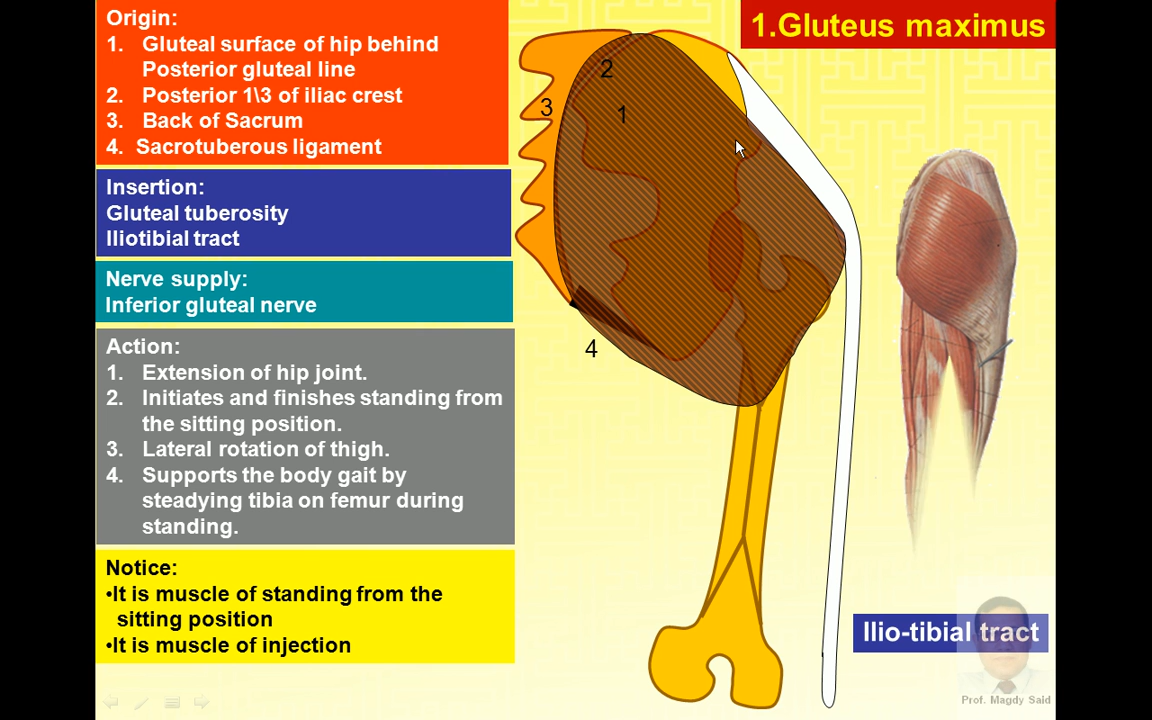 Origin:
1. Gluteal surface of hip behind
Posterior gluteal line
2. Posterior 1\3 of iliac crest
3. Back of Sacrum
4. Sacrotuberous ligament
Insertion:
Gluteal tuberosity
Iliotibial tract
Nerve supply:
Inferior gluteal nerve
Action:
1. Extension of hip joint.
2. Initiates and finishes standing from
the sitting position.
3. Lateral rotation of thigh.
4. Supports the body gait by
steadying tibia on femur during
standing.
Notice:
•It is muscle of standing from the
sitting position
•It is muscle of injection
1.Gluteus maximus
2
3
1
4
Ilio-tibial tract
Prof. Magdy Said